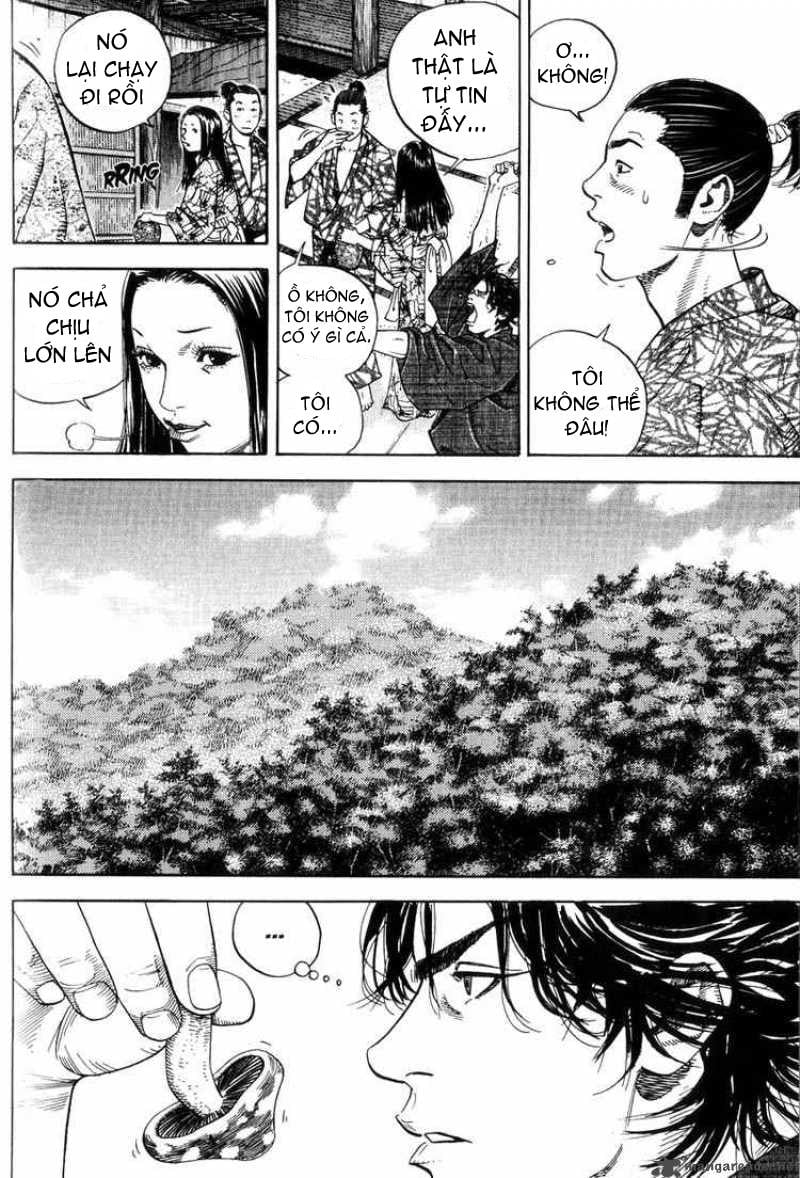 Ơ...
KHÔNG!
TÔI
KHÔNG THỂ
ĐÂU!
ANH
THẬT LÀ
TỰ TIN
ĐẤY...
Ồ KHÔNG,
TÔI KHÔNG
CÓ Ý GÌ CẢ.
TÔI
CÓ...
NÓ
LẠI CHẠY
ĐI RỒI
RRING
NÓ CHẢ
CHỊU
LỚN LÊN
...